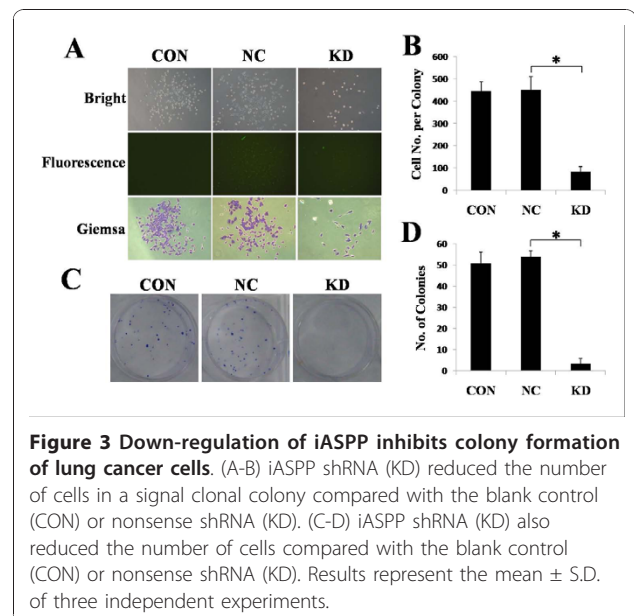 A
CON NC KD
Bright
Fluorescence
Giemsa
B
Cell No. per Colony
600
500
400
300
200
100
0
*
CON NC KD
C
CON NC KD
D
No. of Colonies
60
50
40
30
20
10
0
*
CON NC KD
Figure 3 Down-regulation of iASPP inhibits colony formation
of lung cancer cells. (A-B) iASPP shRNA (KD) reduced the number
of cells in a signal clonal colony compared with the blank control
(CON) or nonsense shRNA (KD). (C-D) iASPP shRNA (KD) also
reduced the number of cells compared with the blank control
(CON) or nonsense shRNA (KD). Results represent the mean ± S.D.
of three independent experiments.